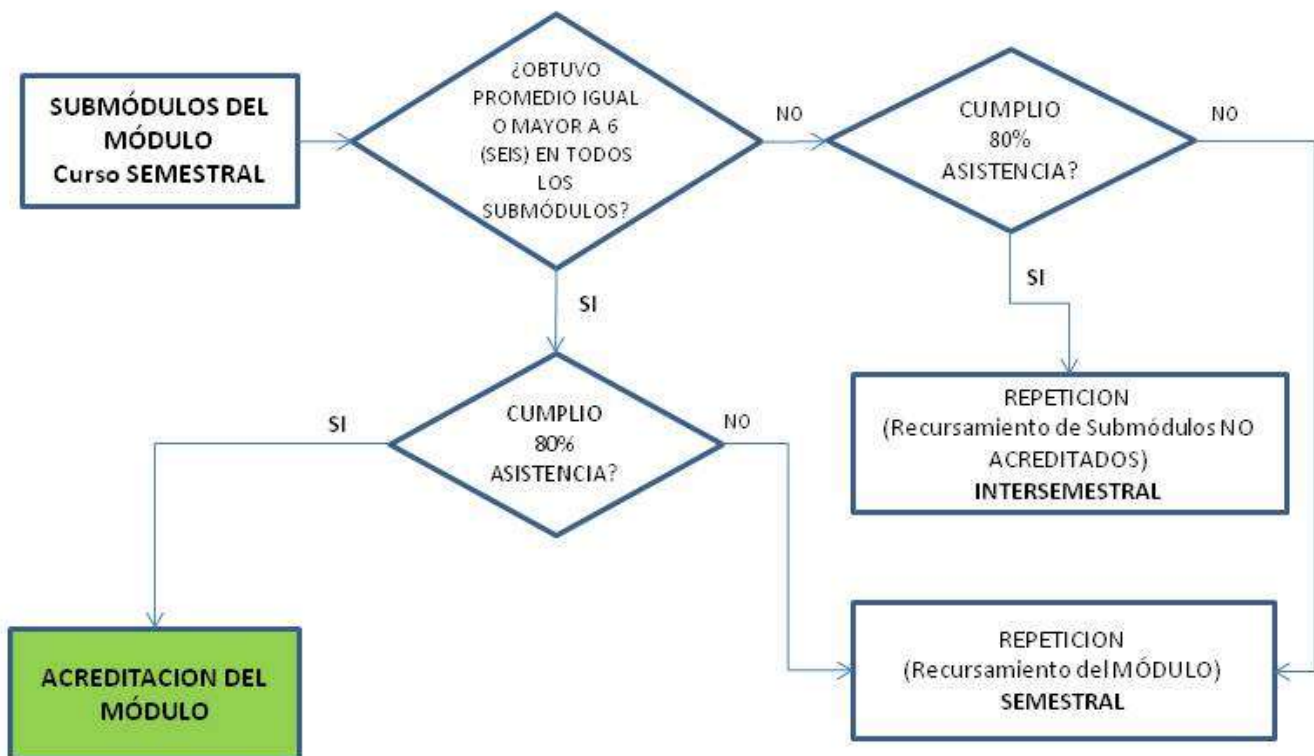 SUBMÓDULOS DEL
MÓDULO
Curso SEMESTRAL
¿OBTUVO
PROMEDIO IGUAL
O MAYOR A 6
(SEIS) EN TODOS
LOS
SUBMÓDULOS?
NO
CUMPLIO
80%
ASISTENCIA?
NO
SI
SI
REPETICION
(Recursamiento de Submódulos NO
ACREDITADOS)
INTERSEMESTRAL
SI
CUMPLIO
80%
ASISTENCIA?
NO
ACREDITACION DEL
MÓDULO
REPETICION
(Recursamiento del MÓDULO)
SEMESTRAL